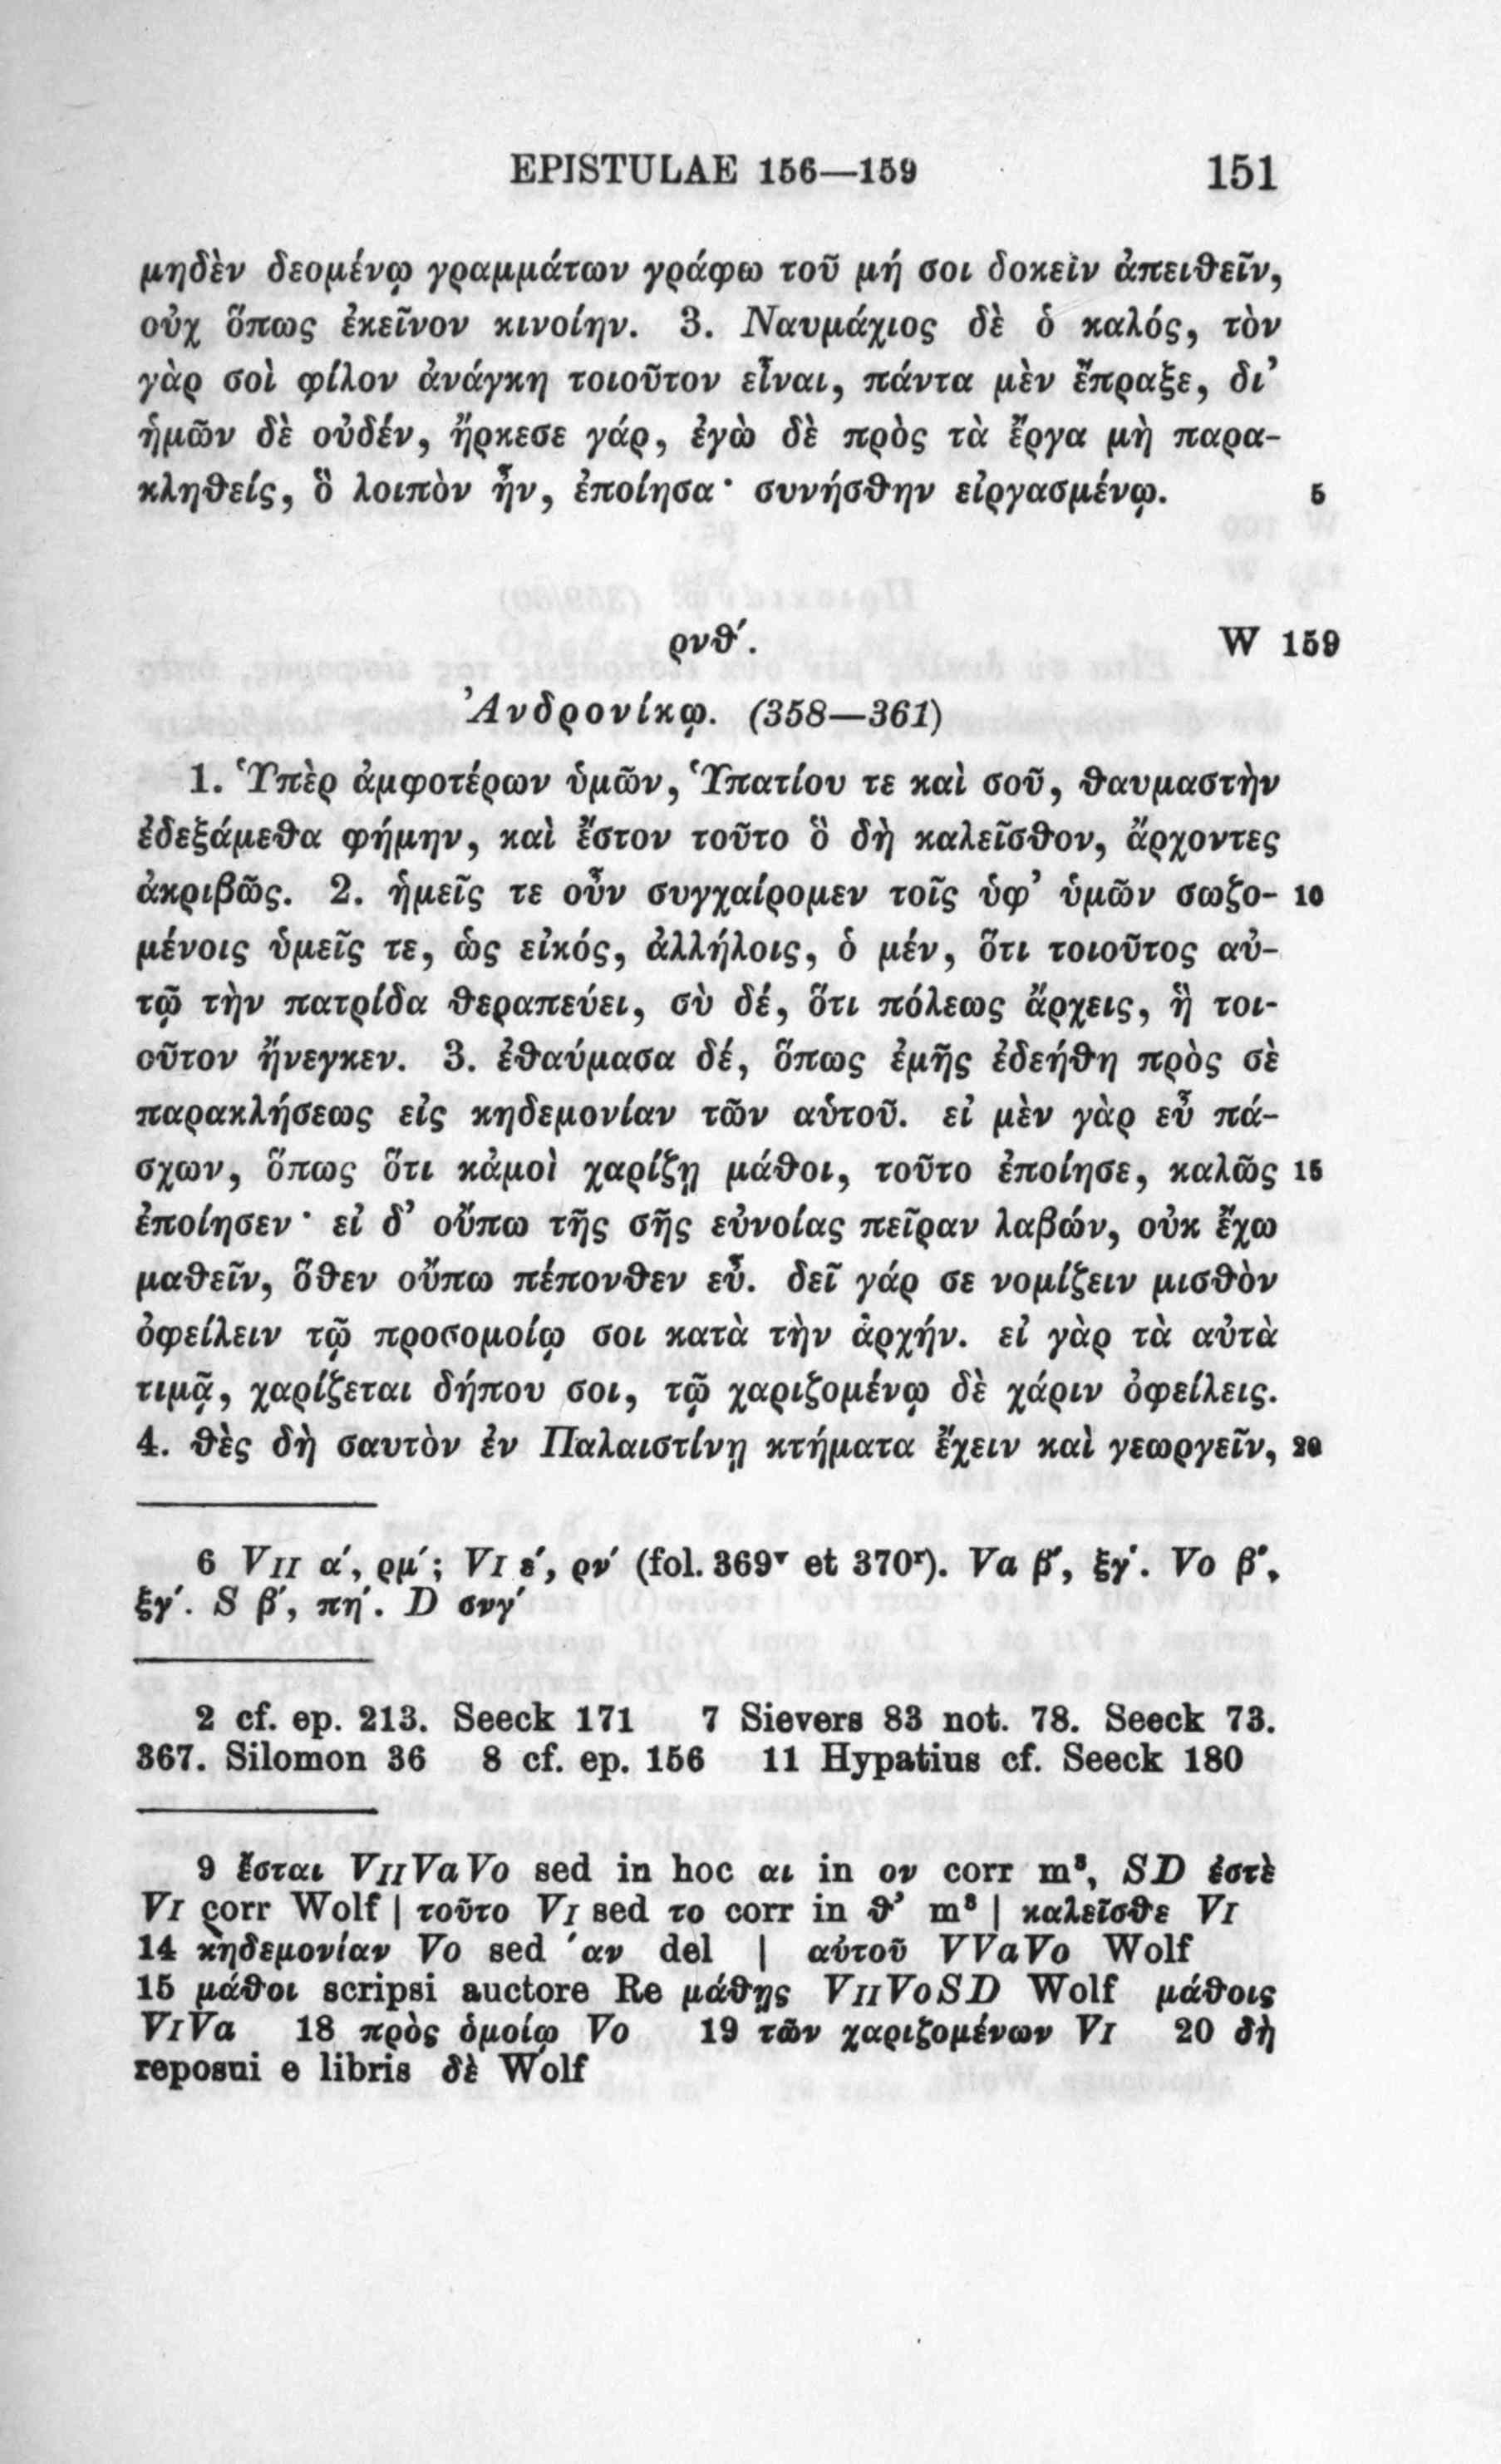 EPISTULAE 156—159 151
μηδὲν δεομένῳ γραμμάτων γράφω τοῦ μή σοι δοκεὶν ἀπειθεῖν,
οὐχ ὅπως ἐκεῖνον κινοίην. 3. Ναυμάχιος δὲ ὁ καλός, τὸν
γὰρ σοὶ φίλον ἀνάγκη τοιοῦτον εἶναι, πάντα μὲν ἔπραξε, δι’
ἡμῶν δὲ οὐδέν, ἤρκεσε γάρ, ἐγὼ δὲ πρὸς τὰ ἔργα μὴ παρα-
κληθείς, ὃ λοιπὸν ἦν, ἐποίησα· συνήσθην εἰργασμένῳ. 5
ρνθ′. W 159
Ἀνδρονίκῳ. (358—361)
1. Ὑπὲρ ἀμφοτέρων ὑμῶν, Ὑπατίου τε καὶ σοῦ, θαυμαστὴν
ἐδεξάμεθα φήμην, καὶ ἔστον τοῦτο ὃ δὴ καλεῖσθον, ἄρχοντες
ἀκριβῶς. 2. ἡμεῖς τε οὖν συγχαίρομεν τοῖς ὑφ’ ὑμῶν σωζο- 10
μένοις ὑμεῖς τε, ὡς εἰκός, ἀλλήλοις, ὁ μέν, ὅτι τοιοῦτος αὐ-
τῷ τὴν πατρίδα θεραπεύει, σὺ δέ, ὅτι πόλεως ἄρχεις, ἣ τοι-
οῦτον ἤνεγκεν. 3. ἐθαύμασα δέ, ὅπως ἐμῆς ἐδεήθη πρὸς σὲ
παρακλήσεως εἰς κηδεμονίαν τῶν αὑτοῦ. εἰ μὲν γὰρ εὖ πά-
σχων, ὅπως ὅτι κἀμοὶ χαρίζῃ μάθοι, τοῦτο ἐποίησε, καλῶς 15
ἐποίησεν· εἰ δ’ οὔπω τῆς σῆς εὐνοίας πεῖραν λαβών, οὐκ ἔχω
μαθεῖν, ὅθεν οὔπω πέπονθεν εὖ. δεῖ γάρ σε νομίζειν μισθὸν
ὀφείλειν τῷ προσομοίῳ σοι κατὰ τὴν ἀρχήν. εἰ γὰρ τὰ αὐτὰ
τιμᾷ, χαρίζεται δήπου σοι, τῷ χαριζομένῳ δὲ χάριν ὀφείλεις.
4. θὲς δὴ σαυτὸν ἐν Παλαιστίνῃ κτήματα ἔχειν καὶ γεωργεῖν, 20
6 VII α′, ρμ′; VI ε′, ρν′ (fol. 369ᵛ et 370ʳ). Va β′, ξγ′. Vo β′,
ξγ′. S β′, πη′. D σνγ′
2 cf. ep. 213. Seeck 171 7 Sievers 83 not. 78. Seeck 73.
367. Silomon 36 8 cf. ep. 156 11 Hypatius cf. Seeck 180
9 ἔσται VIIVaVo sed in hoc αι in ον corr m³, SD ἐστὲ
VI corr Wolf | τοῦτο VI sed το corr in θ’ m³ | καλεῖσθε VI
14 κηδεμονίαν Vo sed ´αν del | αὑτοῦ VVaVo Wolf
15 μάθοι scripsi auctore Re μάθῃς VIIVoSD Wolf μάθοις
VIVa 18 πρὸς ὁμοίῳ Vo 19 τῶν χαριζομένων VI 20 δὴ
reposui e libris δὲ Wolf